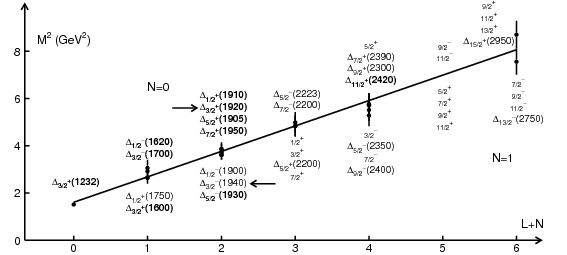 M² (GeV²)
8
6
4
2
0
0
1
2
3
4
5
6
L+N
N=0
N=1
Δ3/2+(1232)
Δ1/2−(1620)
Δ3/2−(1700)
Δ1/2+(1750)
Δ3/2+(1600)
Δ1/2+(1910)
Δ3/2+(1920)
Δ5/2+(1905)
Δ7/2+(1950)
Δ1/2−(1900)
Δ3/2−(1940)
Δ5/2−(1930)
Δ5/2−(2223)
Δ7/2−(2200)
1/2+
3/2+
Δ5/2+(2200)
7/2+
5/2+
Δ7/2+(2390)
Δ9/2+(2300)
Δ11/2+(2420)
3/2−
Δ5/2−(2350)
7/2−
Δ9/2−(2400)
9/2−
11/2−
5/2+
7/2+
9/2+
11/2+
9/2+
11/2+
13/2+
Δ15/2+(2950)
7/2−
9/2−
11/2−
Δ13/2−(2750)